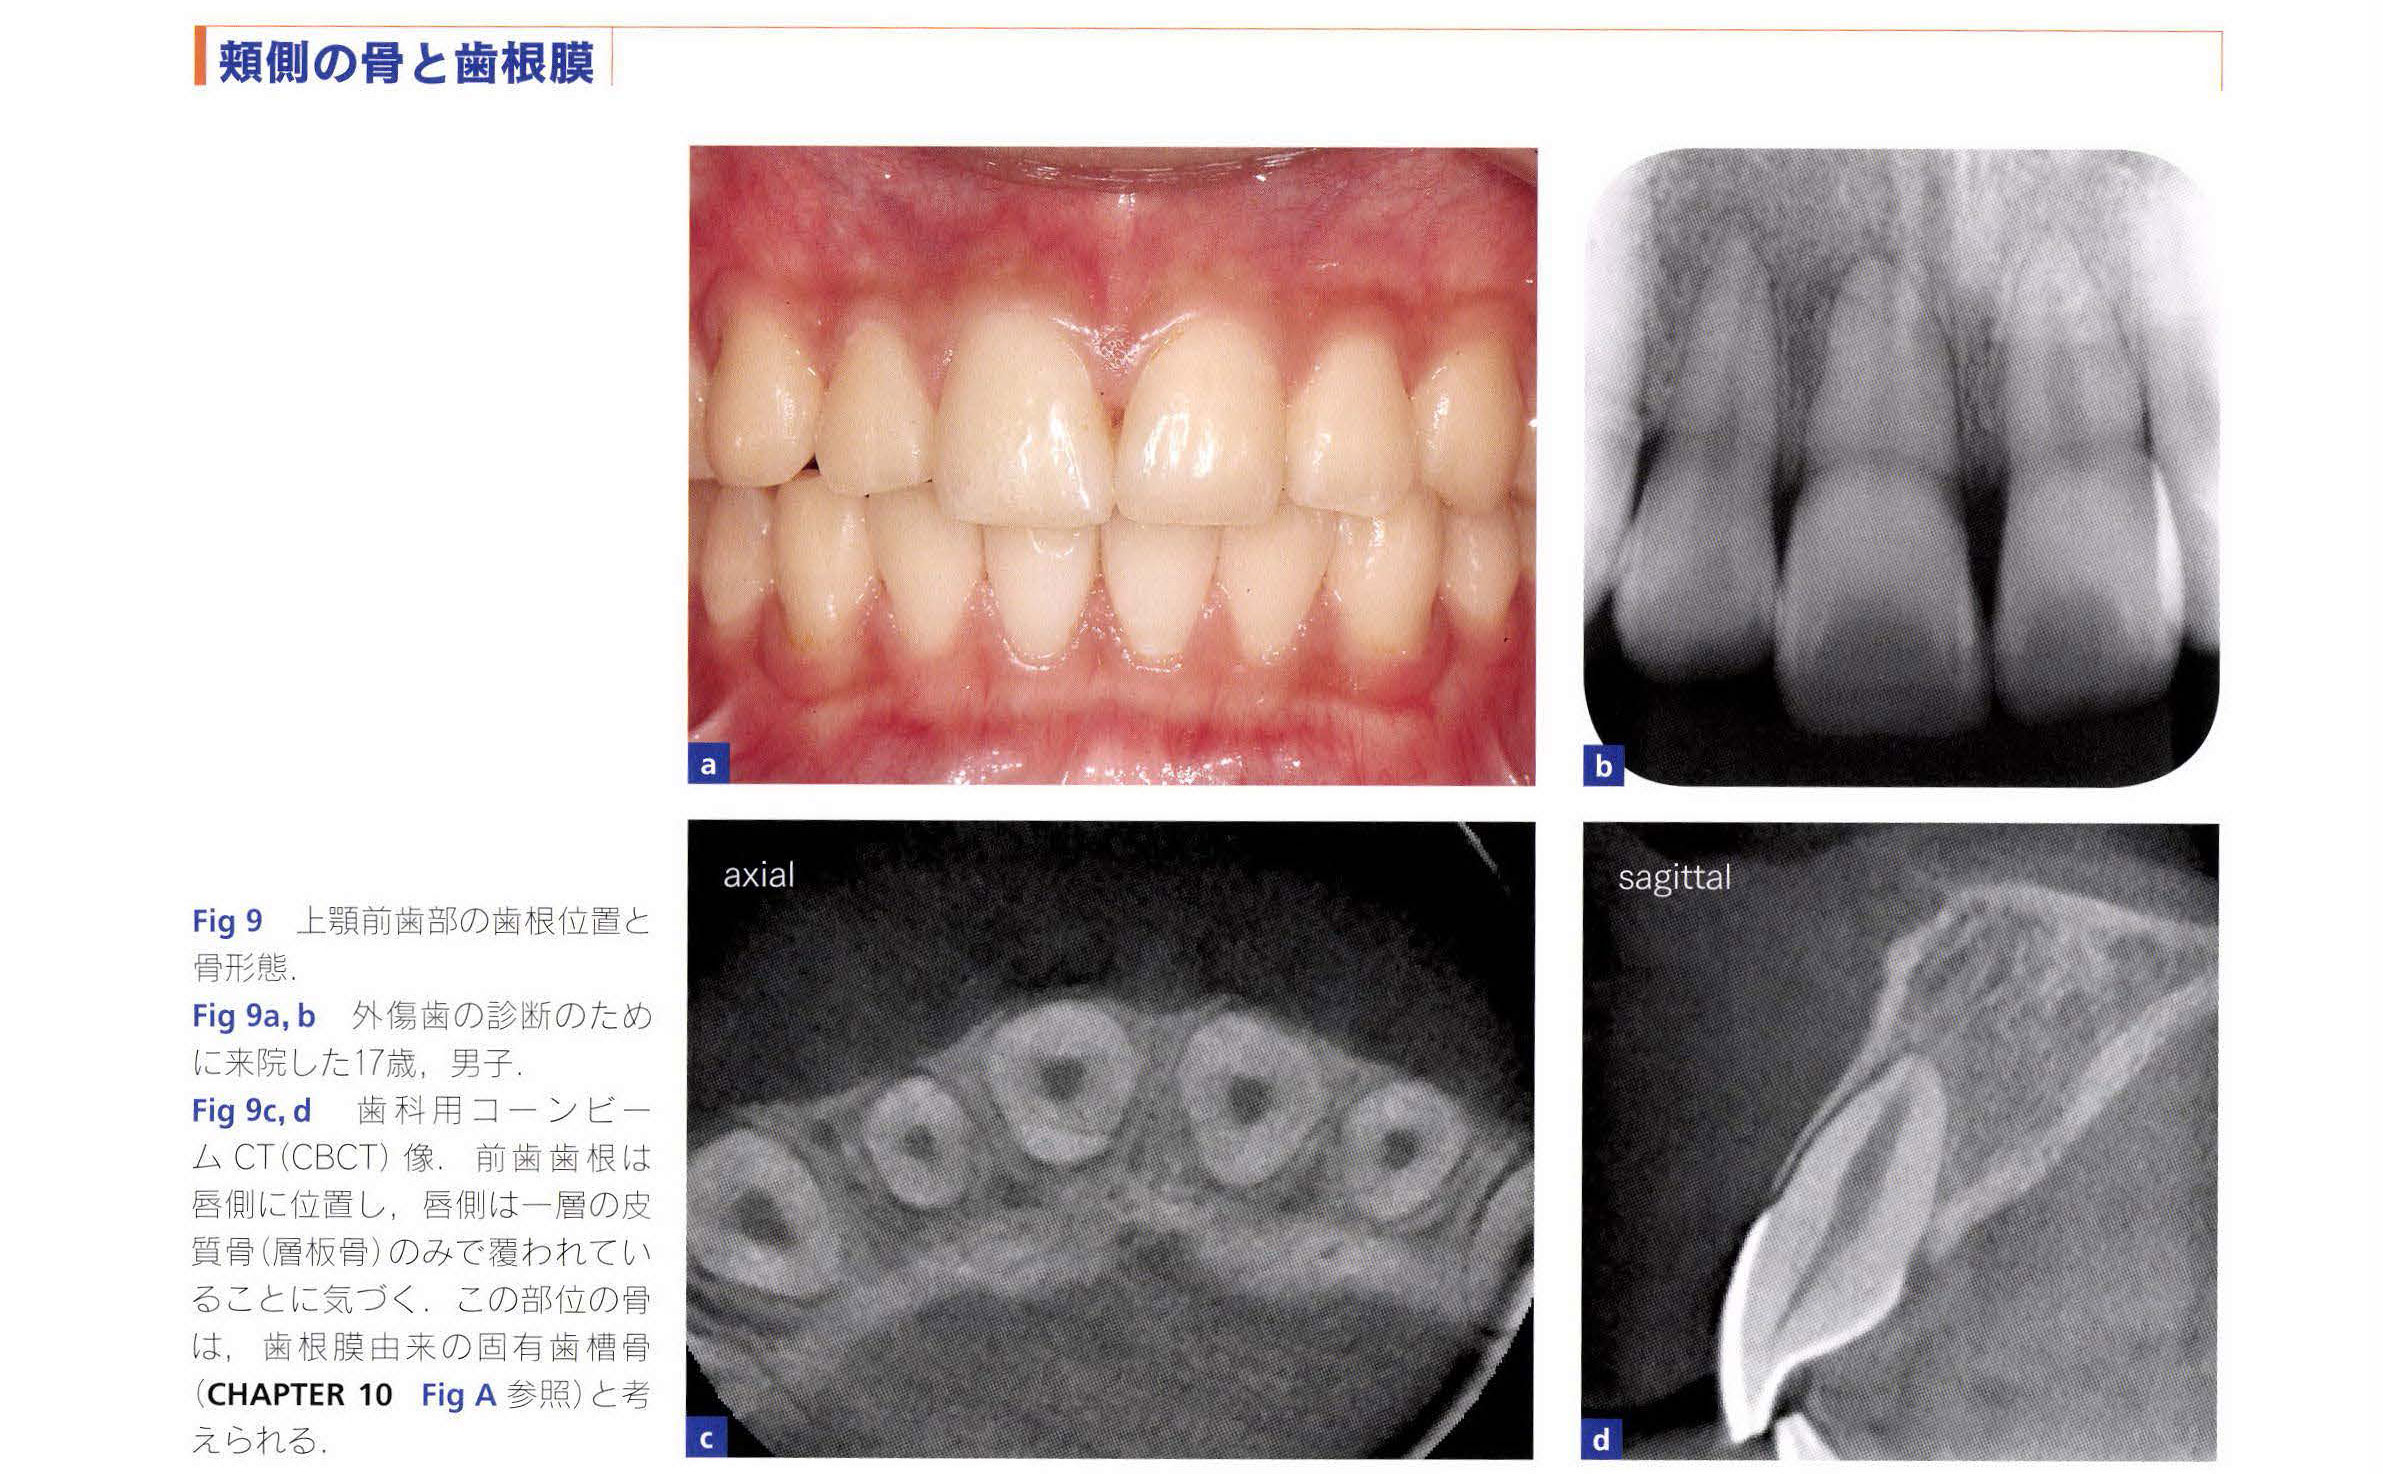 頬側の骨と歯根膜
a
b
axial
sagittal
c
d
Fig 9　上顎前歯部の歯根位置と
骨形態．
Fig 9a, b　外傷歯の診断のため
に来院した17歳，男子．
Fig 9c, d　歯科用コーンビー
ム CT（CBCT）像．前歯歯根は
唇側に位置し，唇側は一層の皮
質骨（層板骨）のみで覆われてい
ることに気づく．この部位の骨
は，歯根膜由来の固有歯槽骨
（CHAPTER 10　Fig A 参照）と考
えられる．